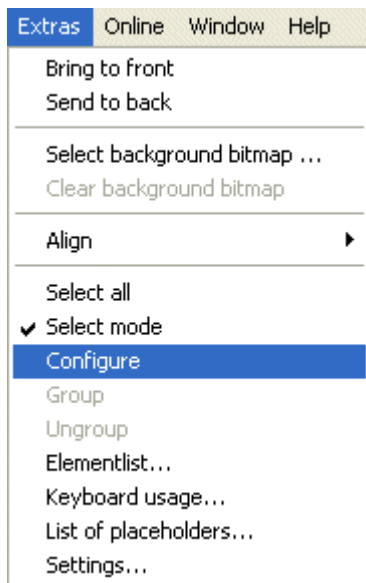 Extras Online Window Help
Bring to front
Send to back
Select background bitmap ...
Clear background bitmap
Align
Select all
Select mode
Configure
Group
Ungroup
Elementlist...
Keyboard usage...
List of placeholders...
Settings...